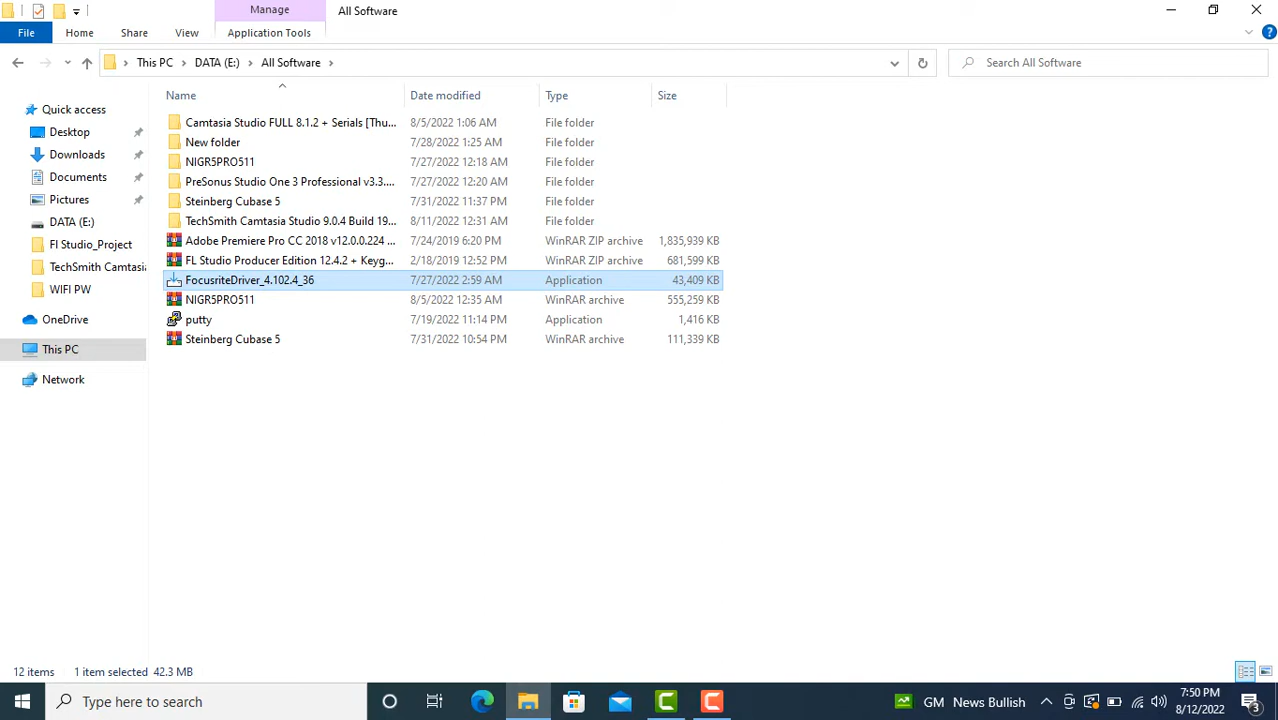 Manage All Software
File Home Share View Application Tools
This PC DATA (E:) All Software Search All Software
Name Date modified Type Size
Quick access
Desktop
Downloads
Documents
Pictures
DATA (E:)
Fl Studio_Project
TechSmith Camtasia
WIFI PW
OneDrive
This PC
Network
Camtasia Studio FULL 8.1.2 + Serials [Thu... 8/5/2022 1:06 AM File folder
New folder 7/28/2022 1:25 AM File folder
NIGR5PRO511 7/27/2022 12:18 AM File folder
PreSonus Studio One 3 Professional v3.3.... 7/27/2022 12:20 AM File folder
Steinberg Cubase 5 7/31/2022 11:37 PM File folder
TechSmith Camtasia Studio 9.0.4 Build 19... 8/11/2022 12:31 AM File folder
Adobe Premiere Pro CC 2018 v12.0.0.224 ... 7/24/2019 6:20 PM WinRAR ZIP archive 1,835,939 KB
FL Studio Producer Edition 12.4.2 + Keyg... 2/18/2019 12:52 PM WinRAR ZIP archive 681,599 KB
FocusriteDriver_4.102.4_36 7/27/2022 2:59 AM Application 43,409 KB
NIGR5PRO511 8/5/2022 12:35 AM WinRAR archive 555,259 KB
putty 7/19/2022 11:14 PM Application 1,416 KB
Steinberg Cubase 5 7/31/2022 10:54 PM WinRAR archive 111,339 KB
12 items 1 item selected 42.3 MB
Type here to search GM News Bullish 7:50 PM
8/12/2022 3